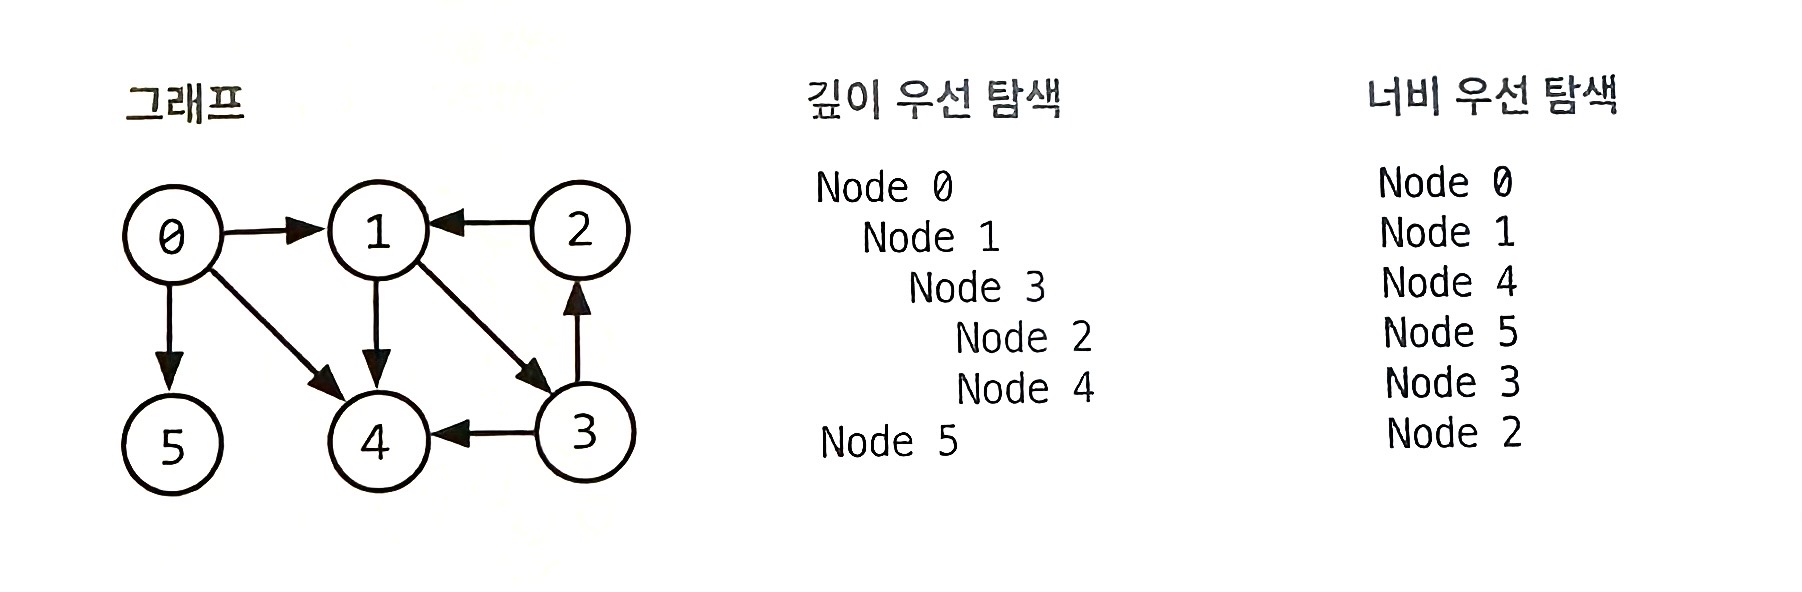 그래프
0
1
2
5
4
3
깊이 우선 탐색
Node 0
Node 1
Node 3
Node 2
Node 4
Node 5
너비 우선 탐색
Node 0
Node 1
Node 4
Node 5
Node 3
Node 2